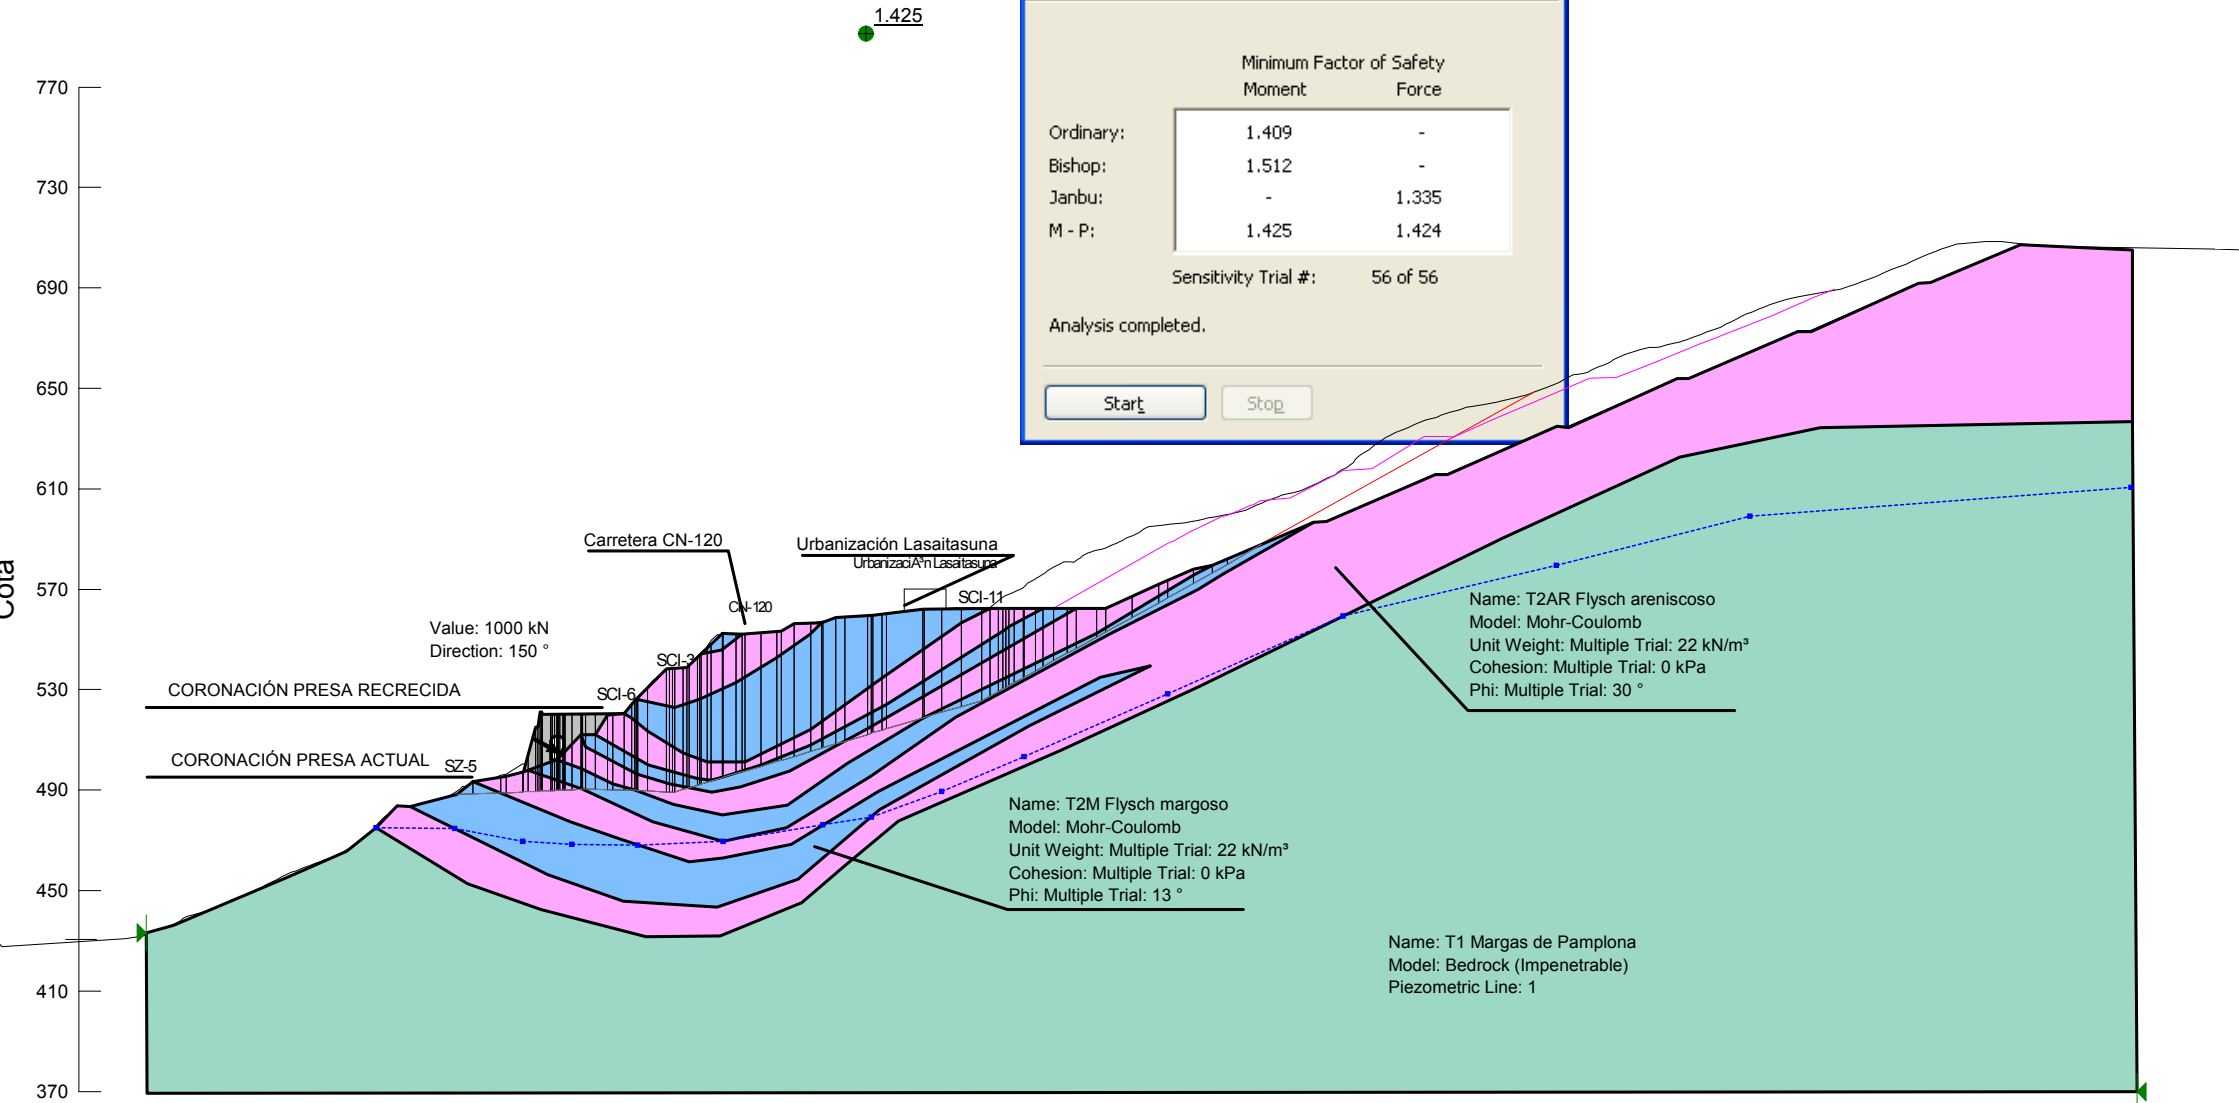 1.425
Minimum Factor of Safety
Moment Force
Ordinary: 1.409 -
Bishop: 1.512 -
Janbu: - 1.335
M - P: 1.425 1.424
Sensitivity Trial #: 56 of 56
Analysis completed.
Start Stop
770
730
690
650
610
570
530
490
450
410
370
Cota
Carretera CN-120
Urbanización Lasaitasuna
UrbanizaciÃ³n Lasaitasuna
CN-120
SCI-11
Value: 1000 kN
Direction: 150 °
SCI-3
CORONACIÓN PRESA RECRECIDA
SCI-6
CORONACIÓN PRESA ACTUAL
SZ-5
Name: T2AR Flysch areniscoso
Model: Mohr-Coulomb
Unit Weight: Multiple Trial: 22 kN/m³
Cohesion: Multiple Trial: 0 kPa
Phi: Multiple Trial: 30 °
Name: T2M Flysch margoso
Model: Mohr-Coulomb
Unit Weight: Multiple Trial: 22 kN/m³
Cohesion: Multiple Trial: 0 kPa
Phi: Multiple Trial: 13 °
Name: T1 Margas de Pamplona
Model: Bedrock (Impenetrable)
Piezometric Line: 1